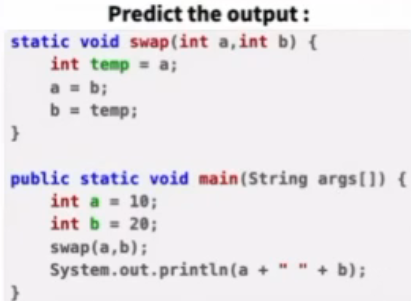 Predict the output :
static void swap(int a,int b) {
    int temp = a;
    a = b;
    b = temp;
}
public static void main(String args[]) {
    int a = 10;
    int b = 20;
    swap(a,b);
    System.out.println(a + " " + b);
}